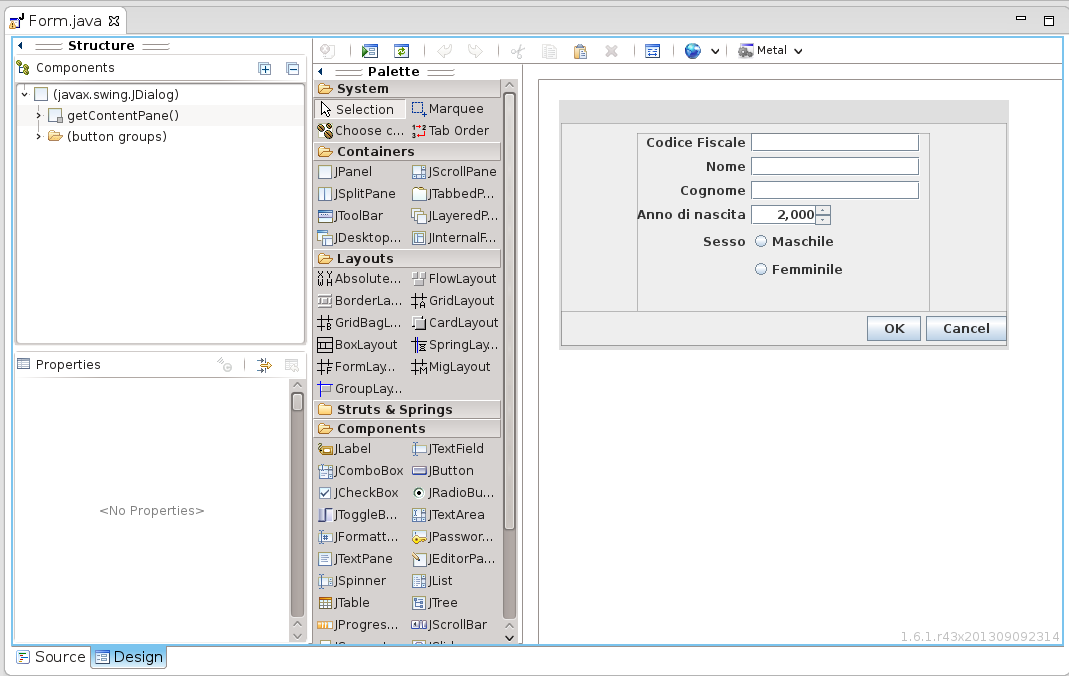 Form.java
Structure
Components
(javax.swing.JDialog)
getContentPane()
(button groups)
Properties
<No Properties>
Palette
System
Selection
Marquee
Choose c...
Tab Order
Containers
JPanel
JScrollPane
JSplitPane
JTabbedP...
JToolBar
JLayeredP...
JDesktop...
JInternalF...
Layouts
Absolute...
FlowLayout
BorderLa...
GridLayout
GridBagL...
CardLayout
BoxLayout
SpringLay...
FormLay...
MigLayout
GroupLay...
Struts & Springs
Components
JLabel
JTextField
JComboBox
JButton
JCheckBox
JRadioBu...
JToggleB...
JTextArea
JFormatt...
JPasswor...
JTextPane
JEditorPa...
JSpinner
JList
JTable
JTree
JProgres...
JScrollBar
Metal
Codice Fiscale
Nome
Cognome
Anno di nascita 2,000
Sesso Maschile
Femminile
OK Cancel
1.6.1.r43x201309092314
Source Design